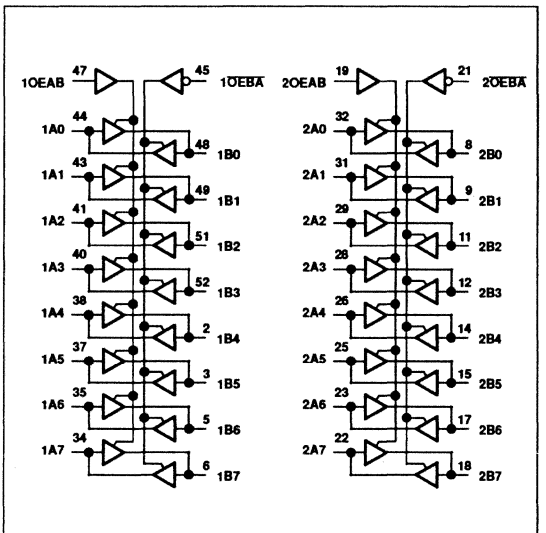 47 45 19 21
1OEAB 1O̅E̅B̅A̅ 2OEAB 2O̅E̅B̅A̅
44 32
1A0 2A0
48 8
1B0 2B0
43 31
1A1 2A1
49 9
1B1 2B1
41 29
1A2 2A2
51 11
1B2 2B2
40 28
1A3 2A3
52 12
1B3 2B3
38 26
1A4 2A4
2 14
1B4 2B4
37 25
1A5 2A5
3 15
1B5 2B5
35 23
1A6 2A6
5 17
1B6 2B6
34 22
1A7 2A7
6 18
1B7 2B7